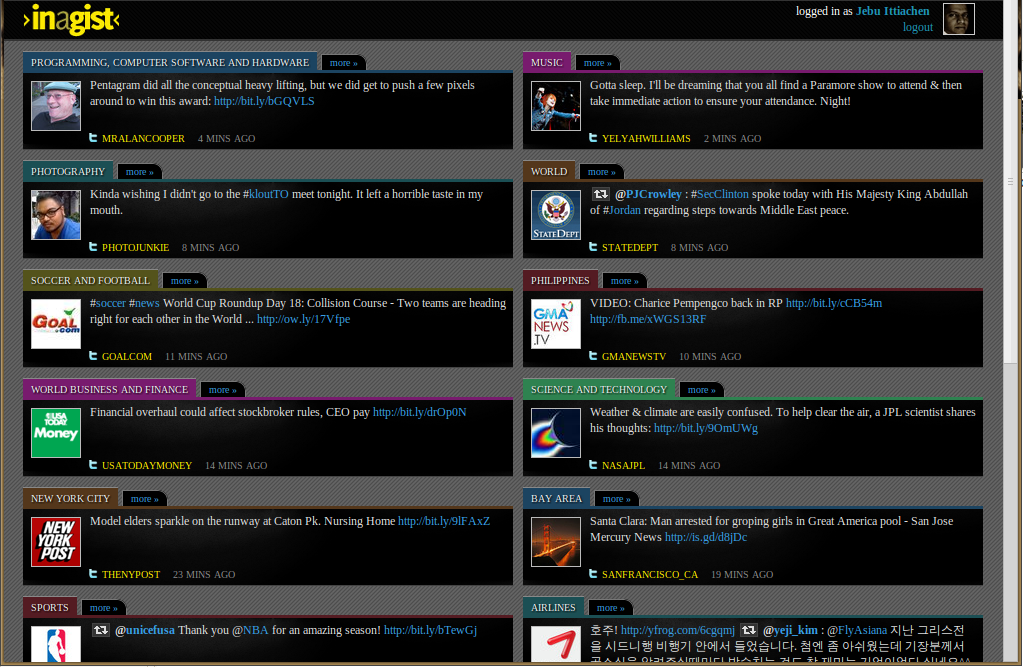 ›inagist‹
logged in as Jebu Ittiachen
logout
PROGRAMMING, COMPUTER SOFTWARE AND HARDWARE more »
Pentagram did all the conceptual heavy lifting, but we did get to push a few pixels
around to win this award: http://bit.ly/bGQVLS
MRALANCOOPER 4 MINS AGO
MUSIC more »
Gotta sleep. I'll be dreaming that you all find a Paramore show to attend & then
take immediate action to ensure your attendance. Night!
YELYAHWILLIAMS 2 MINS AGO
PHOTOGRAPHY more »
Kinda wishing I didn't go to the #kloutTO meet tonight. It left a horrible taste in my
mouth.
PHOTOJUNKIE 8 MINS AGO
WORLD more »
@PJCrowley : #SecClinton spoke today with His Majesty King Abdullah
of #Jordan regarding steps towards Middle East peace.
STATEDEPT
STATEDEPT 8 MINS AGO
SOCCER AND FOOTBALL more »
#soccer #news World Cup Roundup Day 18: Collision Course - Two teams are heading
right for each other in the World ... http://ow.ly/17Vfpe
GOAL.com
GOALCOM 11 MINS AGO
PHILIPPINES more »
VIDEO: Charice Pempengco back in RP http://bit.ly/cCB54m
http://fb.me/xWGS13RF
GMA
NEWS
.TV
GMANEWSTV 10 MINS AGO
WORLD BUSINESS AND FINANCE more »
Financial overhaul could affect stockbroker rules, CEO pay http://bit.ly/drOp0N
USA
TODAY
Money
USATODAYMONEY 14 MINS AGO
SCIENCE AND TECHNOLOGY more »
Weather & climate are easily confused. To help clear the air, a JPL scientist shares
his thoughts: http://bit.ly/9OmUWg
NASAJPL 14 MINS AGO
NEW YORK CITY more »
Model elders sparkle on the runway at Caton Pk. Nursing Home http://bit.ly/9lFAxZ
NEW
YORK
POST
THENYPOST 23 MINS AGO
BAY AREA more »
Santa Clara: Man arrested for groping girls in Great America pool - San Jose
Mercury News http://is.gd/d8jDc
SANFRANCISCO_CA 19 MINS AGO
SPORTS more »
@unicefusa Thank you @NBA for an amazing season! http://bit.ly/bTewGj
AIRLINES more »
호주! http://yfrog.com/6cgqmj @yeji_kim : @FlyAsiana 지난 그리스전
을 시드니행 비행기 안에서 들었습니다. 첨엔 좀 아쉬웠는데 기장분께서